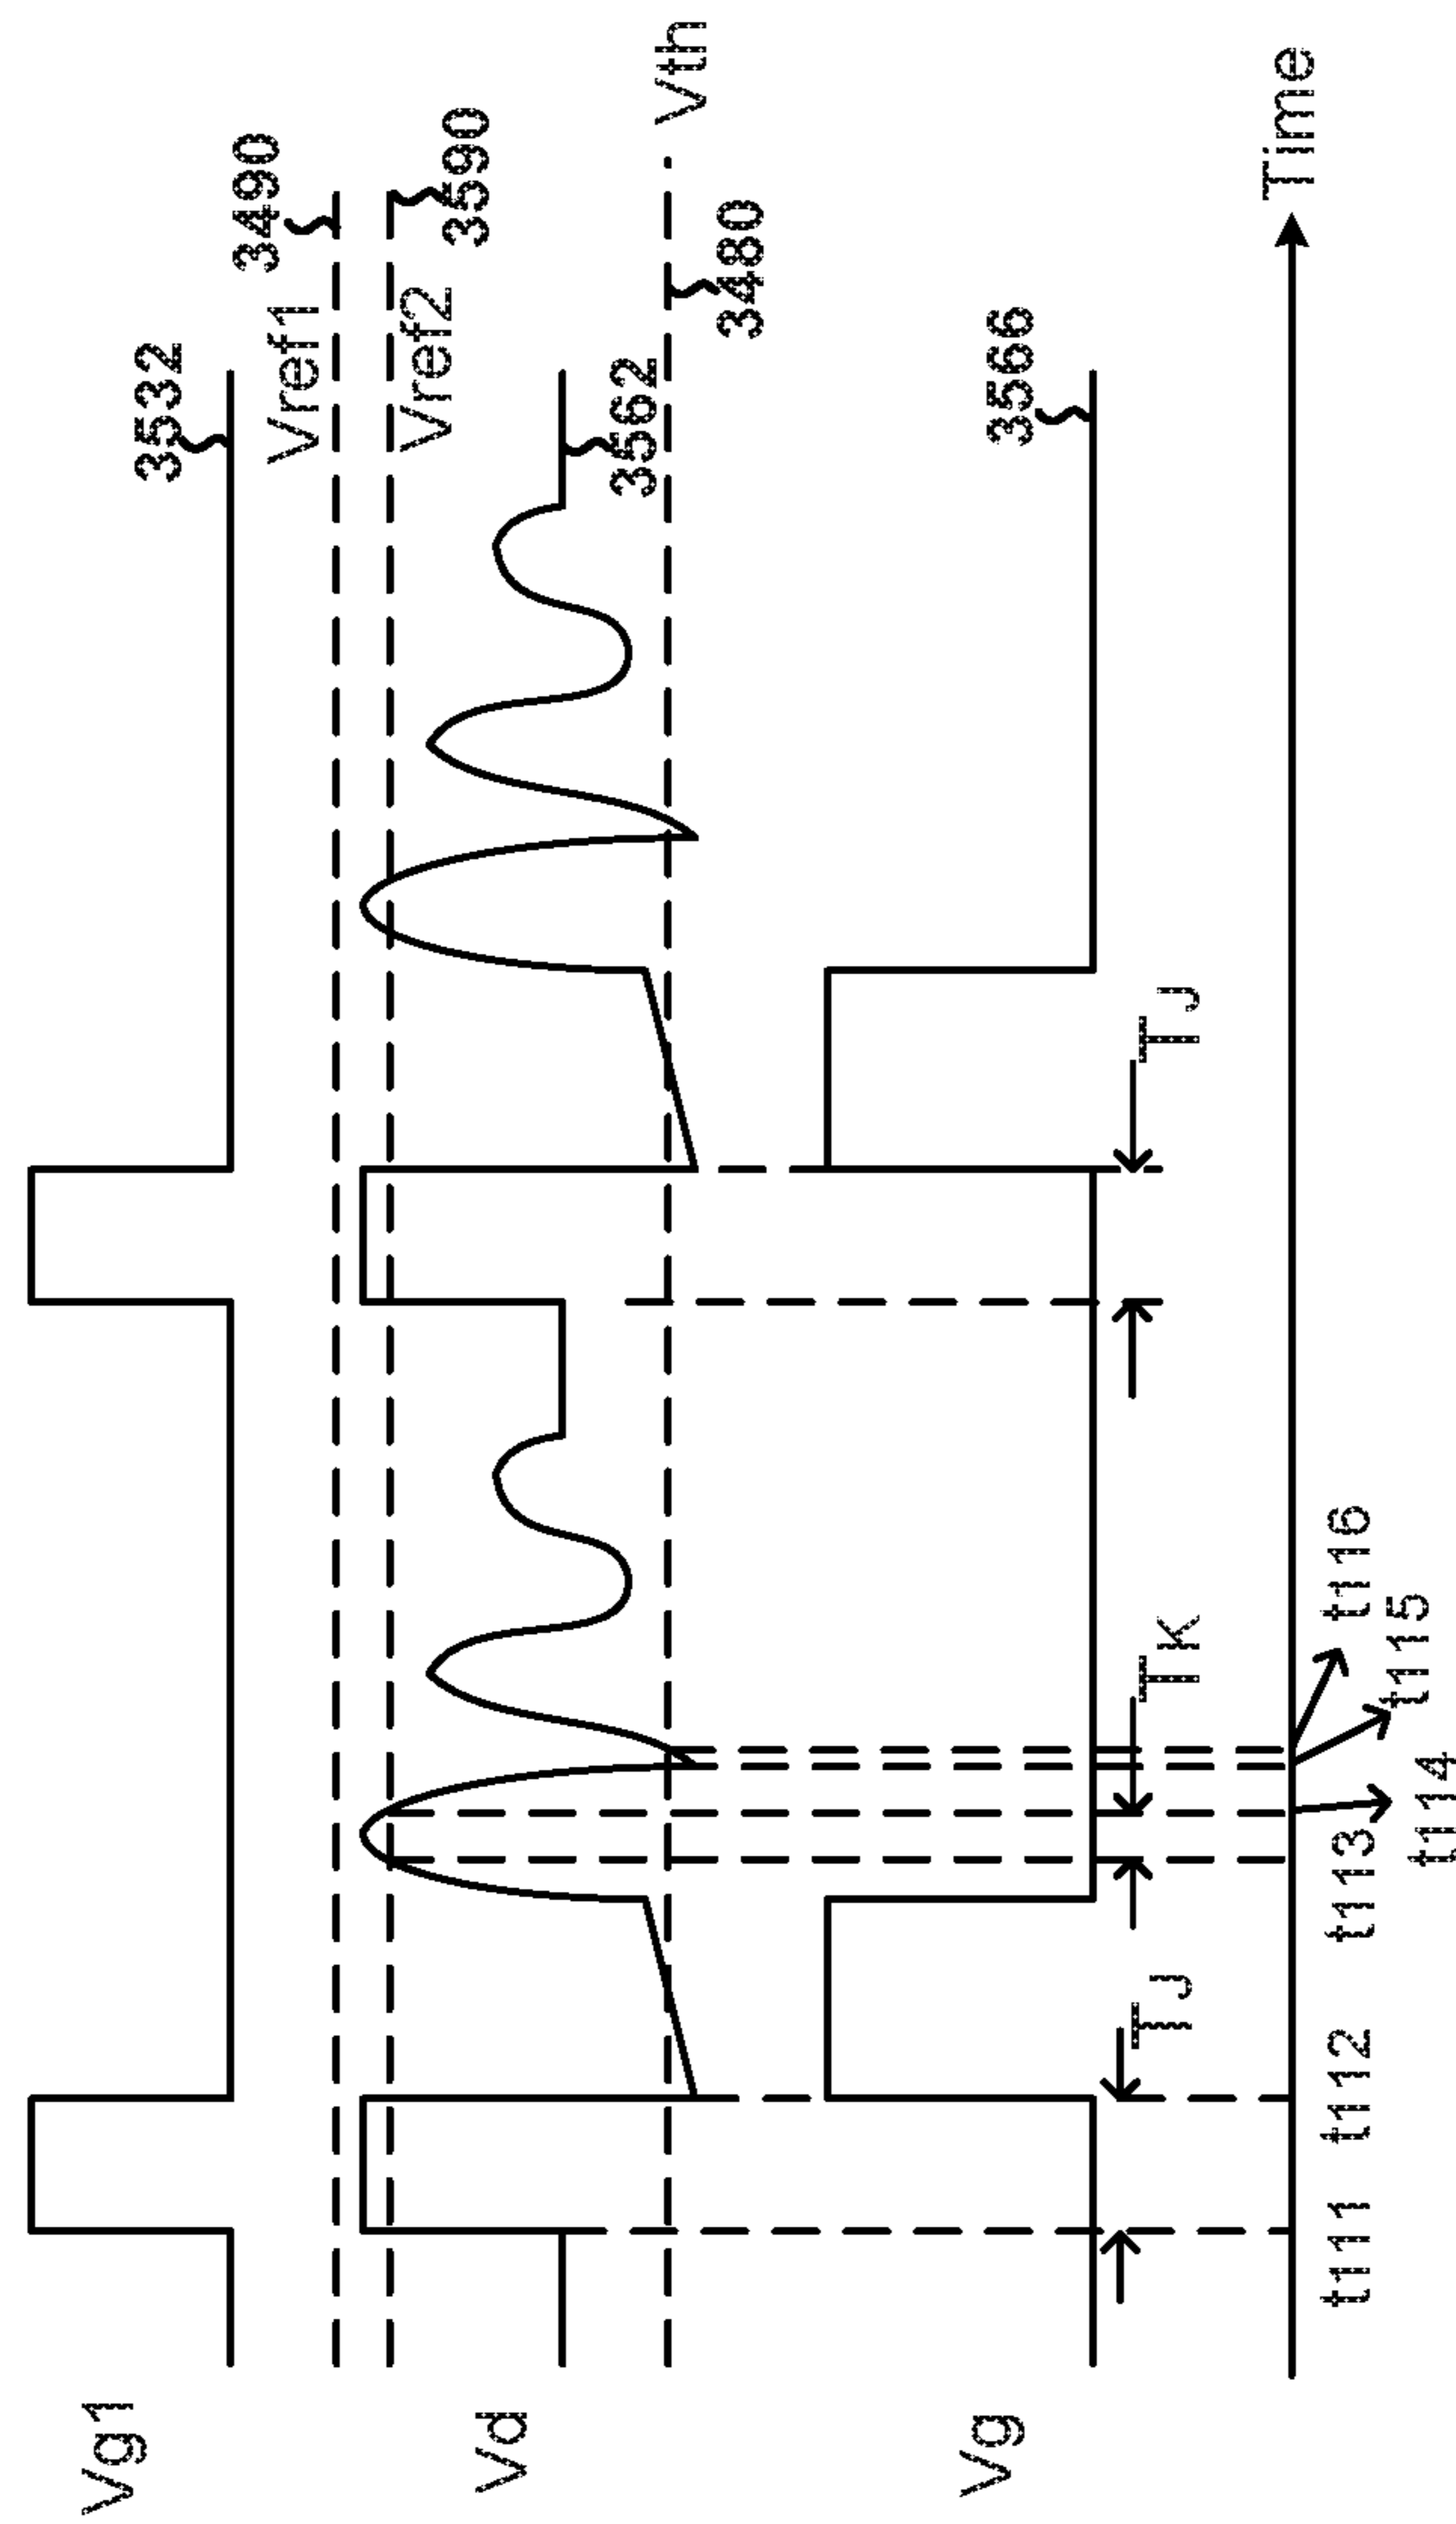 Vg1
3532
Vref1
3490
Vref2
3590
Vd
3562
Vth
3480
Vg
3566
TJ
TK
TJ
Time
t111
t112
t113
t114
t115
t116